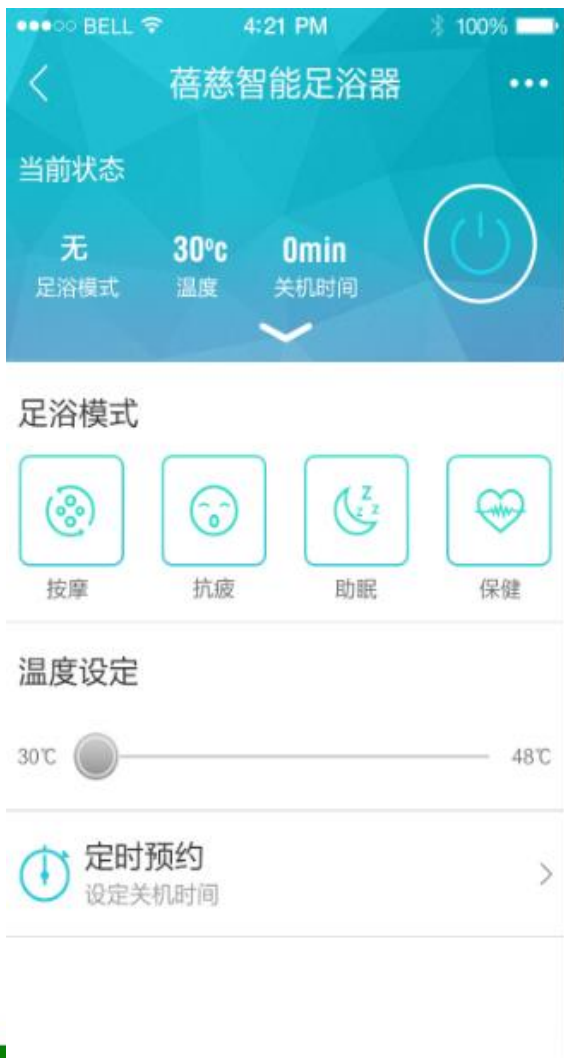 BELL 4:21 PM 100%
蓓慈智能足浴器
当前状态
无 30℃ 0min
足浴模式 温度 关机时间
足浴模式
按摩 抗疲 助眠 保健
温度设定
30℃ 48℃
定时预约
设定关机时间